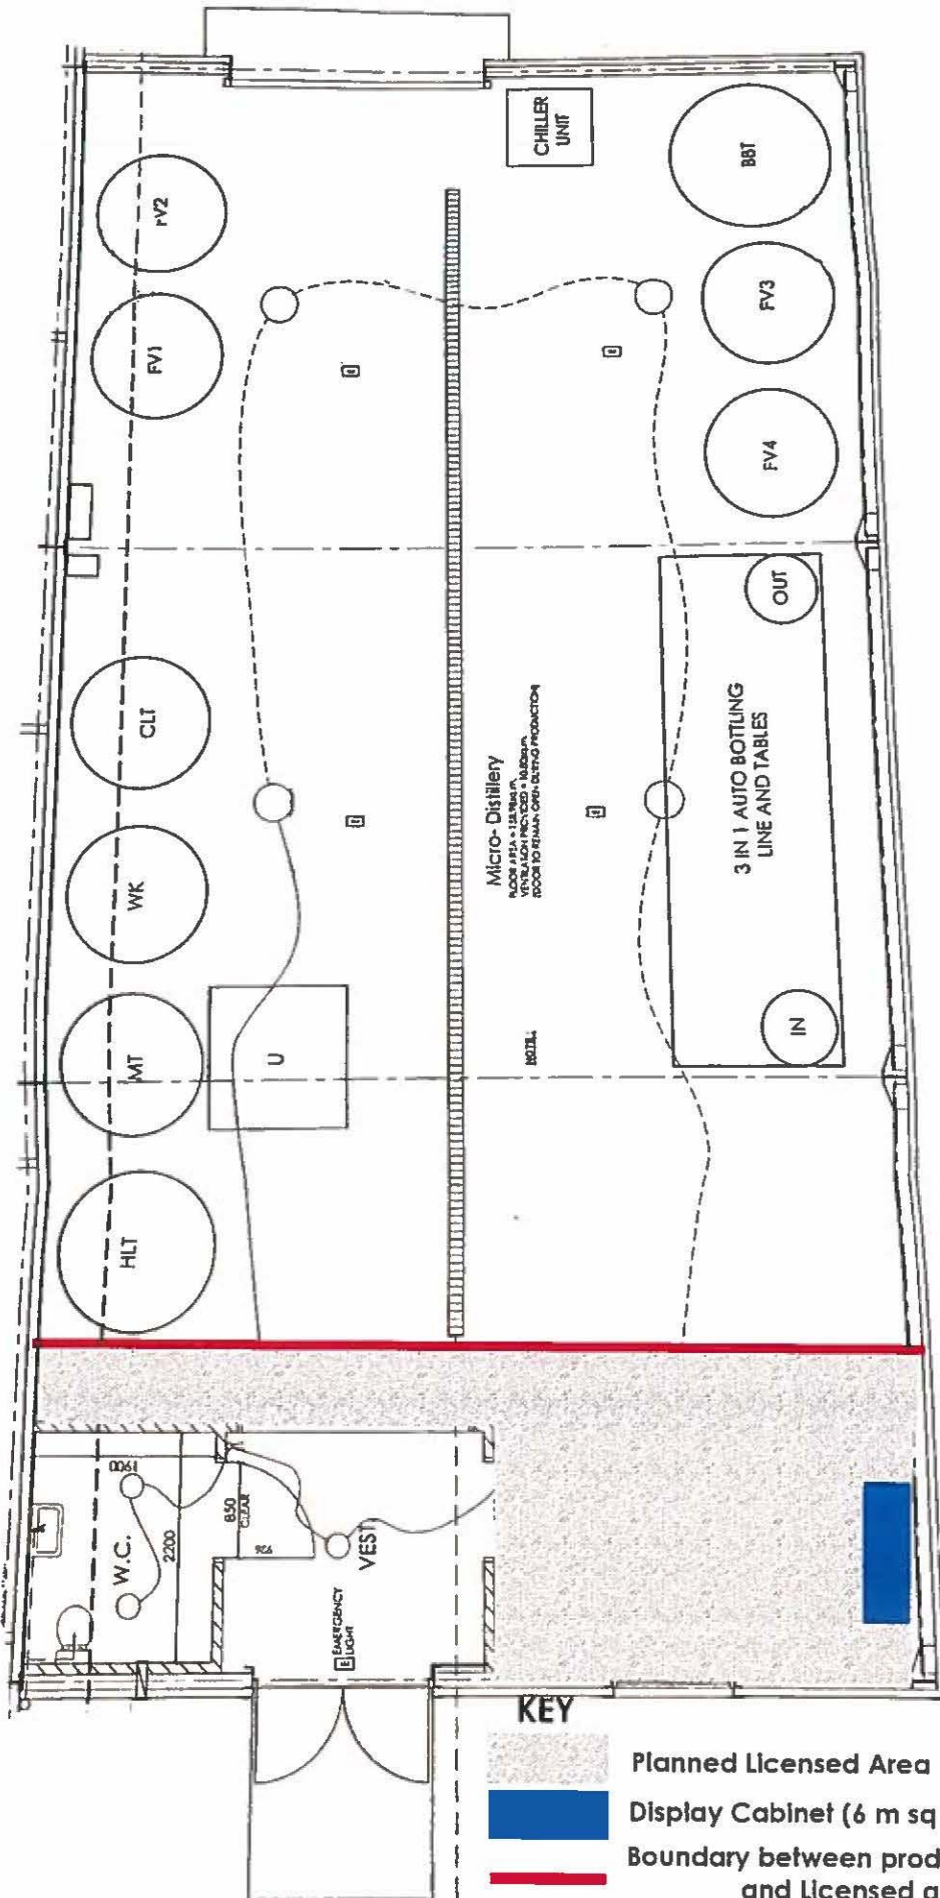 CHILLER
UNIT
BBT
FV2
FV1
FV3
FV4
OUT
CLT
WK
Micro- Distillery
3 IN 1 AUTO BOTTLING
LINE AND TABLES
IN
MT
U
HLT
1900
W.C.
2200
850
CLEAR
926
VEST
EMERGENCY
LIGHT
E
KEY
Planned Licensed Area
Display Cabinet (6 m sq
Boundary between prod
and Licensed a